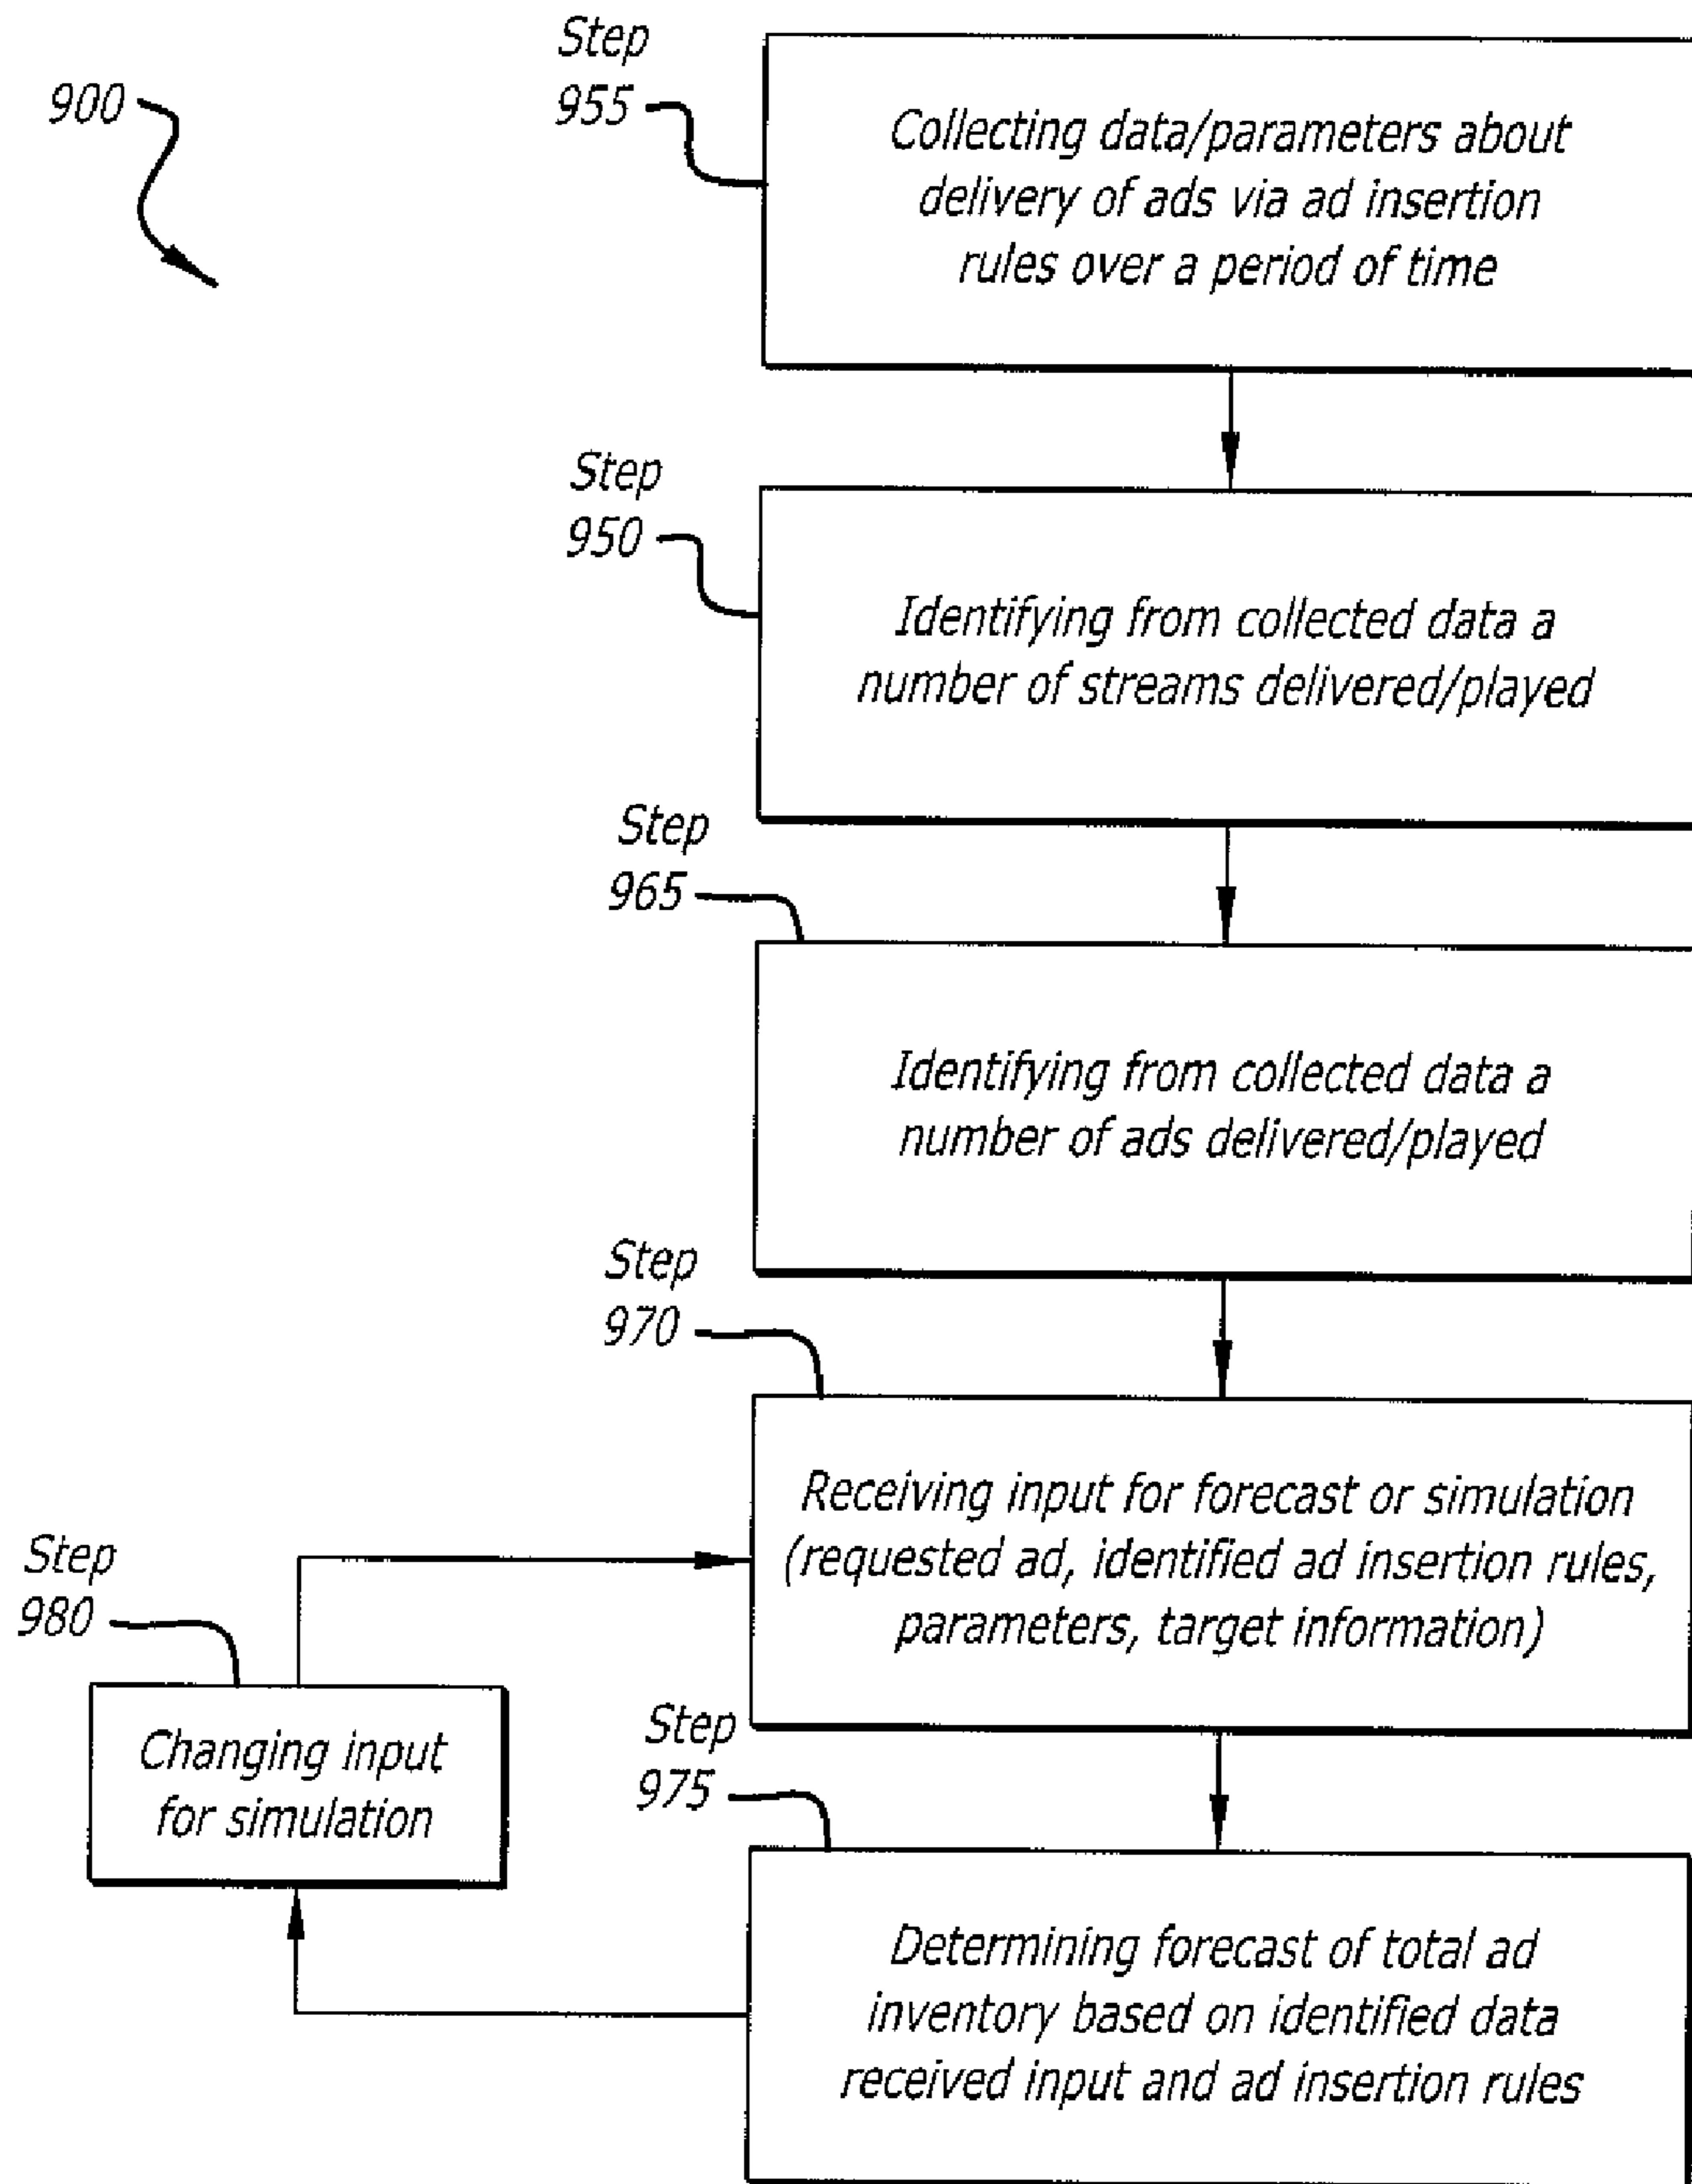 900
Step
955
Collecting data/parameters about
delivery of ads via ad insertion
rules over a period of time
Step
950
Identifying from collected data a
number of streams delivered/played
Step
965
Identifying from collected data a
number of ads delivered/played
Step
970
Receiving input for forecast or simulation
(requested ad, identified ad insertion rules,
parameters, target information)
Step
980
Changing input
for simulation
Step
975
Determining forecast of total ad
inventory based on identified data
received input and ad insertion rules